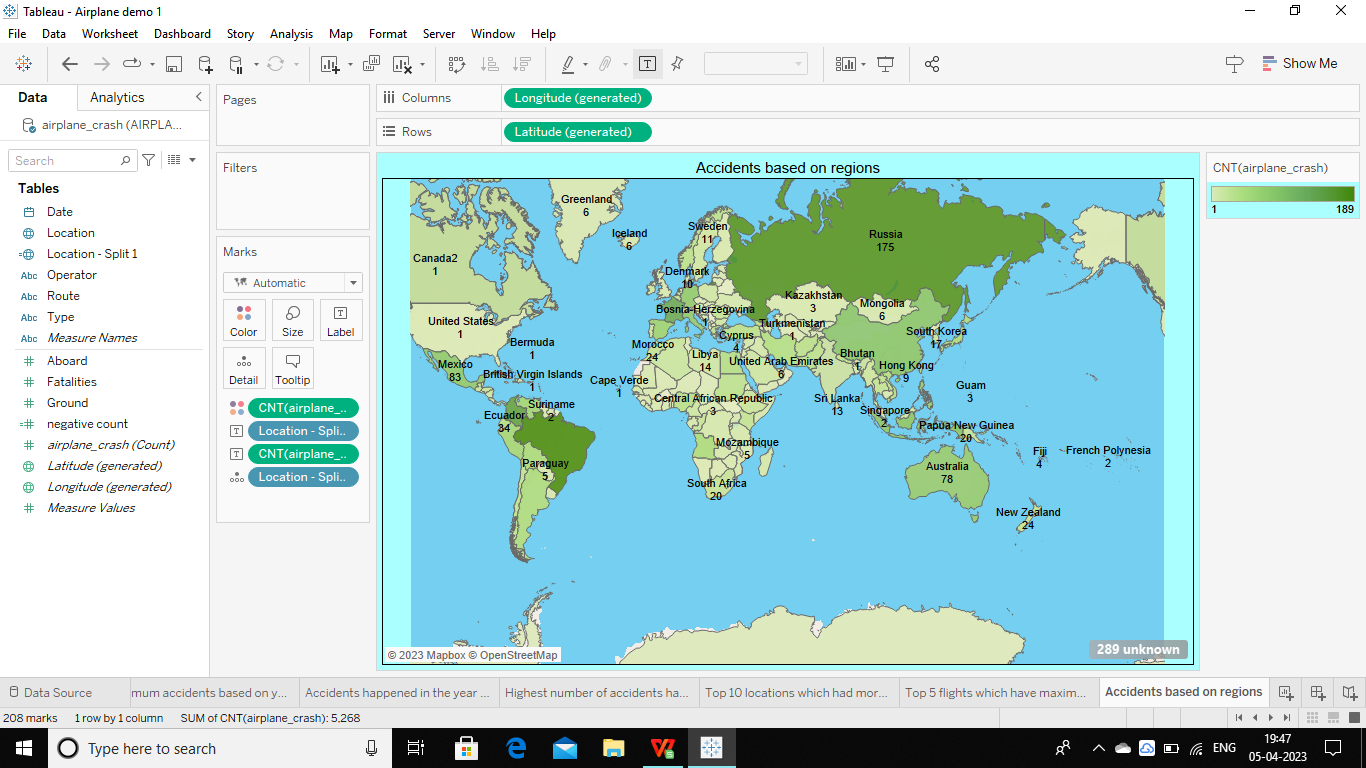 Tableau - Airplane demo 1
File Data Worksheet Dashboard Story Analysis Map Format Server Window Help
Show Me
Data Analytics
airplane_crash (AIRPLA...
Search
Tables
Date
Location
Location - Split 1
Abc Operator
Abc Route
Abc Type
Abc Measure Names
Aboard
Fatalities
Ground
negative count
airplane_crash (Count)
Latitude (generated)
Longitude (generated)
Measure Values
Pages
Filters
Marks
Automatic
Color Size Label
Detail Tooltip
CNT(airplane_..
Location - Spli..
CNT(airplane_..
Location - Spli..
Columns Longitude (generated)
Rows Latitude (generated)
Accidents based on regions
Greenland
6
Iceland
6
Sweden
11
Russia
175
Canada2
1
Denmark
10
Kazakhstan
3
Mongolia
6
Bosnia-Herzegovina
1
United States
1
Turkmenistan
1
South Korea
17
Cyprus
4
Bermuda
1
Morocco
24
Libya
14
Bhutan
1
United Arab Emirates
6
Hong Kong
9
Mexico
83
British Virgin Islands
1
Cape Verde
1
Guam
3
Central African Republic
3
Sri Lanka
13
Suriname
2
Singapore
2
Ecuador
34
Papua New Guinea
20
Mozambique
5
Fiji
4
French Polynesia
2
Paraguay
5
Australia
78
South Africa
20
New Zealand
24
© 2023 Mapbox © OpenStreetMap
289 unknown
CNT(airplane_crash)
1 189
Data Source
mum accidents based on y...
Accidents happened in the year ...
Highest number of accidents ha...
Top 10 locations which had mor...
Top 5 flights which have maxim...
Accidents based on regions
208 marks 1 row by 1 column SUM of CNT(airplane_crash): 5,268
Type here to search
ENG
19:47
05-04-2023